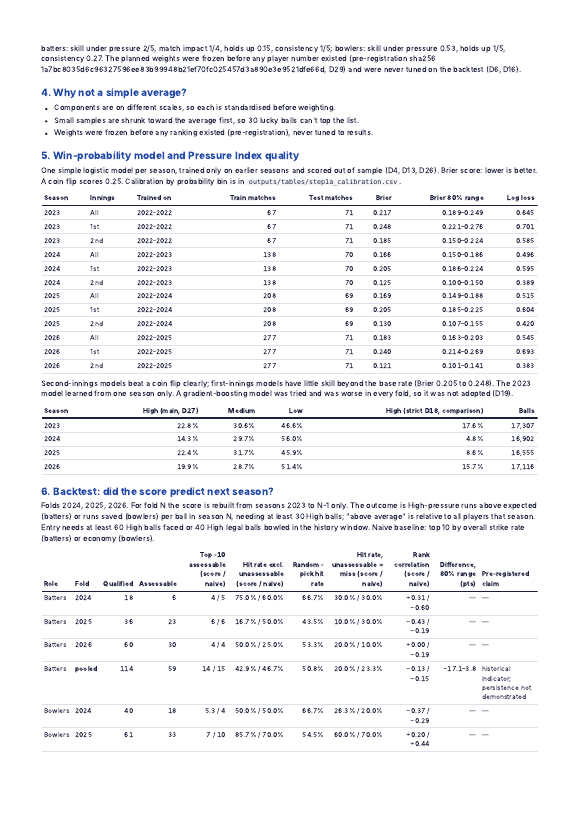 batters: skill under pressure 2/5, match impact 1/4, holds up 0.15, consistency 1/5; bowlers: skill under pressure 0.53, holds up 1/5,
consistency 0.27. The planned weights were frozen before any player number existed (pre-registration sha256
1a7bc8035d6c96327596ee83b99948b21ef70fc025457d3a890e3e9521dfe66d, D29) and were never tuned on the backtest (D6, D16).
4. Why not a simple average?
• Components are on different scales, so each is standardised before weighting.
• Small samples are shrunk toward the average first, so 30 lucky balls can't top the list.
• Weights were frozen before any ranking existed (pre-registration), never tuned to results.
5. Win-probability model and Pressure Index quality
One simple logistic model per season, trained only on earlier seasons and scored out of sample (D4, D13, D26). Brier score: lower is better.
A coin flip scores 0.25. Calibration by probability bin is in outputs/tables/step1a_calibration.csv.
Season Innings Trained on Train matches Test matches Brier Brier 80% range Log loss
2023 All 2022–2022 67 71 0.217 0.189–0.249 0.645
2023 1st 2022–2022 67 71 0.248 0.221–0.276 0.701
2023 2nd 2022–2022 67 71 0.185 0.150–0.224 0.585
2024 All 2022–2023 138 70 0.166 0.150–0.186 0.496
2024 1st 2022–2023 138 70 0.205 0.186–0.224 0.595
2024 2nd 2022–2023 138 70 0.125 0.100–0.150 0.389
2025 All 2022–2024 208 69 0.169 0.149–0.188 0.515
2025 1st 2022–2024 208 69 0.205 0.185–0.225 0.604
2025 2nd 2022–2024 208 69 0.130 0.107–0.155 0.420
2026 All 2022–2025 277 71 0.183 0.163–0.203 0.545
2026 1st 2022–2025 277 71 0.240 0.214–0.269 0.693
2026 2nd 2022–2025 277 71 0.121 0.101–0.141 0.383
Second-innings models beat a coin flip clearly; first-innings models have little skill beyond the base rate (Brier 0.205 to 0.248). The 2023
model learned from one season only. A gradient-boosting model was tried and was worse in every fold, so it was not adopted (D19).
Season High (main, D27) Medium Low High (strict D18, comparison) Balls
2023 22.8% 30.6% 46.6% 17.6% 17,307
2024 14.3% 29.7% 56.0% 4.8% 16,902
2025 22.4% 31.7% 45.9% 8.6% 16,555
2026 19.9% 28.7% 51.4% 15.7% 17,116
6. Backtest: did the score predict next season?
Folds 2024, 2025, 2026. For fold N the score is rebuilt from seasons 2023 to N-1 only. The outcome is High-pressure runs above expected
(batters) or runs saved (bowlers) per ball in season N, needing at least 30 High balls; "above average" is relative to all players that season.
Entry needs at least 60 High balls faced or 40 High legal balls bowled in the history window. Naive baseline: top 10 by overall strike rate
(batters) or economy (bowlers).
Role Fold Qualified Assessable Top-10 assessable (score / naive) Hit rate excl. unassessable (score / naive) Random-pick hit rate Hit rate, unassessable = miss (score / naive) Rank correlation (score / naive) Difference, 80% range (pts) Pre-registered claim
Batters 2024 18 6 4 / 5 75.0% / 60.0% 66.7% 30.0% / 30.0% +0.31 / −0.60 — —
Batters 2025 36 23 6 / 6 16.7% / 50.0% 43.5% 10.0% / 30.0% −0.43 / −0.19 — —
Batters 2026 60 30 4 / 4 50.0% / 25.0% 53.3% 20.0% / 10.0% +0.00 / −0.19 — —
Batters pooled 114 59 14 / 15 42.9% / 46.7% 50.8% 20.0% / 23.3% −0.13 / −0.15 −17.1–3.8 historical indicator; persistence not demonstrated
Bowlers 2024 40 18 5.3 / 4 50.0% / 50.0% 66.7% 26.3% / 20.0% −0.37 / −0.29 — —
Bowlers 2025 61 33 7 / 10 85.7% / 70.0% 54.5% 60.0% / 70.0% +0.20 / +0.44 — —